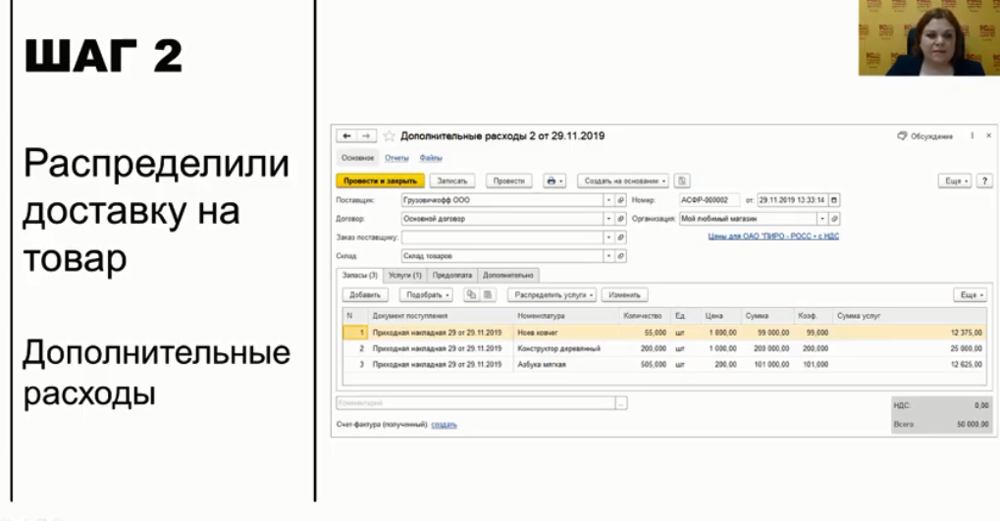 ШАГ 2
Распределили
доставку на
товар
Дополнительные
расходы
Дополнительные расходы 2 от 29.11.2019
Обсуждение
Основное Отчеты Файлы
Провести и закрыть Записать Провести Создать на основании Еще ?
Поставщик: Грузовичкофф ООО Номер: АСФР-000002 от: 29.11.2019 13:33:14
Договор: Основной договор Организация: Мой любимый магазин
Заказ поставщику: Цены для ОАО "ПИРО - РОСС • с НДС
Склад: Склад товаров
Запасы (3) Услуги (1) Предоплата Дополнительно
Добавить Подобрать Распределить услуги Изменить Еще
N Документ поступления Номенклатура Количество Ед. Цена Сумма Коэф. Сумма услуг
1 Приходная накладная 29 от 29.11.2019 Ноев ковчег 55,000 шт 1 800,00 99 000,00 99,000 12 375,00
2 Приходная накладная 29 от 29.11.2019 Конструктор деревянный 200,000 шт 1 000,00 200 000,00 200,000 25 000,00
3 Приходная накладная 29 от 29.11.2019 Азбука мягкая 505,000 шт 200,00 101 000,00 101,000 12 625,00
Комментарий ...
НДС: 0,00
Счет-фактура (полученный): создать Всего: 50 000,00